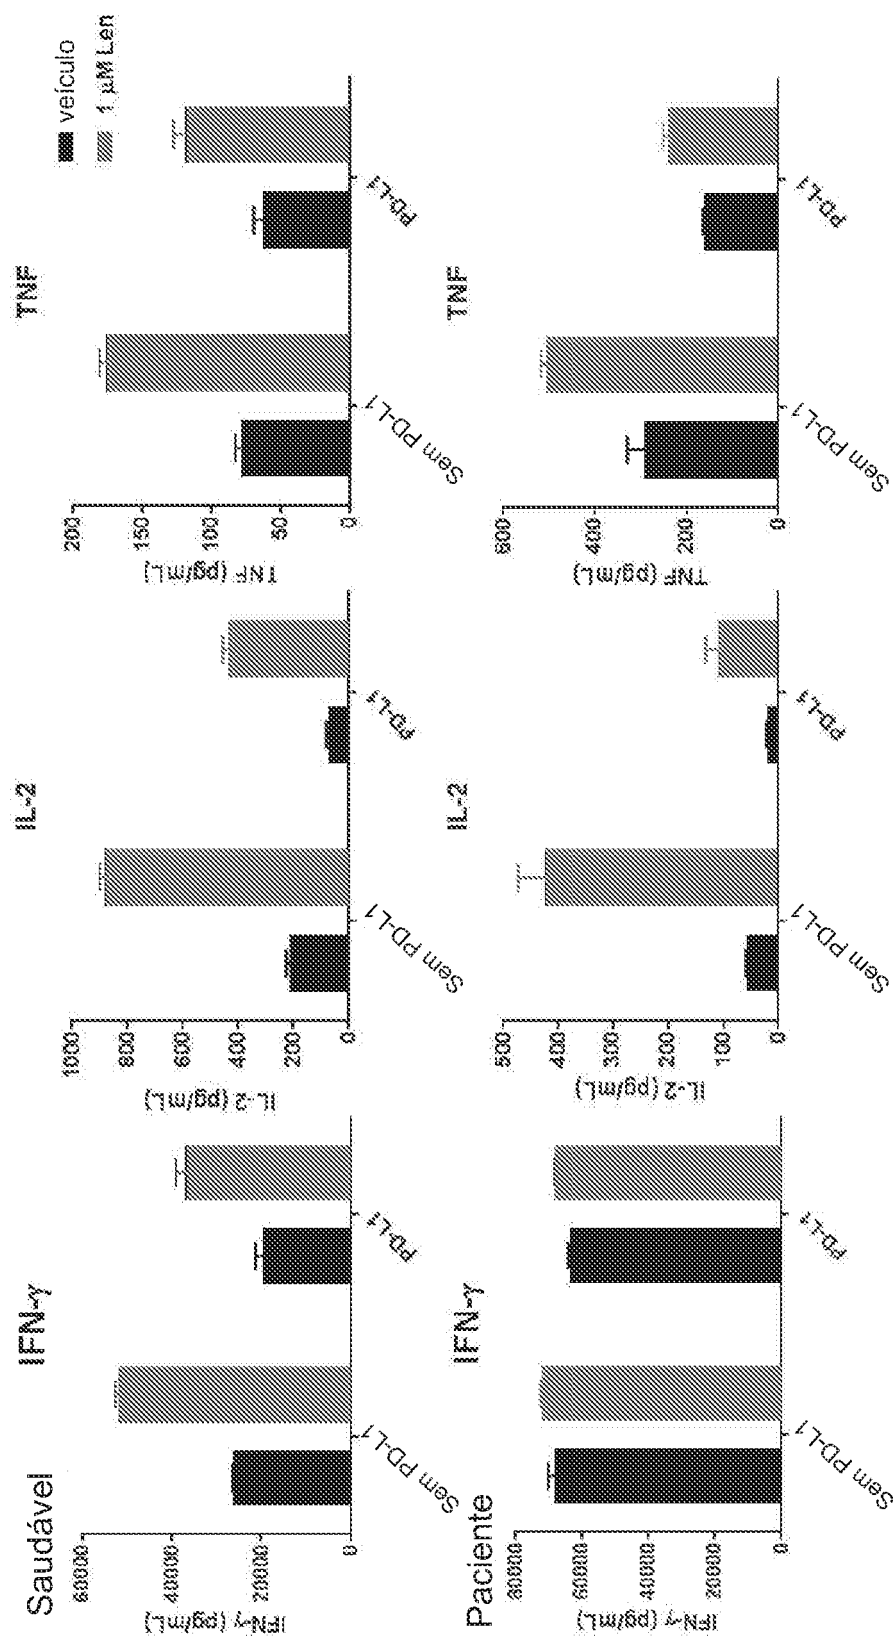 veículo
1 µM Len
Saudável
IFN-γ
IFN-γ (pg/mL)
60000
40000
20000
0
Sem PD-L1
PD-L1
IL-2
IL-2 (pg/mL)
1000
800
600
400
200
0
Sem PD-L1
PD-L1
TNF
TNF (pg/mL)
200
150
100
50
0
Sem PD-L1
PD-L1
Paciente
IFN-γ
IFN-γ (pg/mL)
80000
60000
40000
20000
0
Sem PD-L1
PD-L1
IL-2
IL-2 (pg/mL)
500
400
300
200
100
0
Sem PD-L1
PD-L1
TNF
TNF (pg/mL)
600
400
200
0
Sem PD-L1
PD-L1